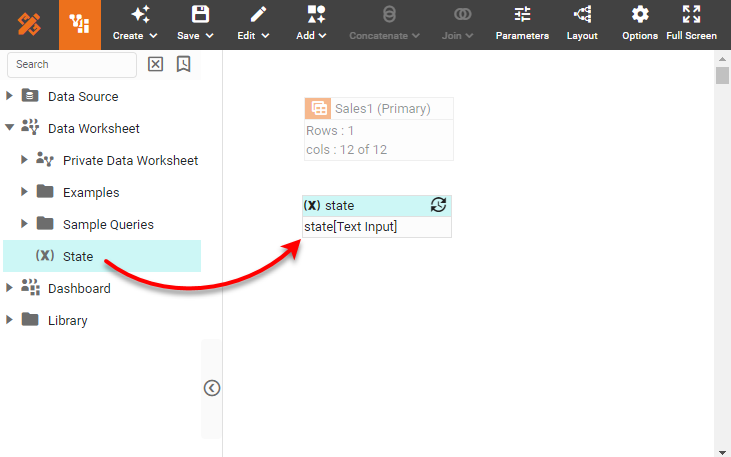 Create Save Edit Add Concatenate Join Parameters Layout Options Full Screen
Search
Data Source
Data Worksheet
Private Data Worksheet
Examples
Sample Queries
(X) State
Dashboard
Library
Sales1 (Primary)
Rows : 1
cols : 12 of 12
(X) state
state[Text Input]